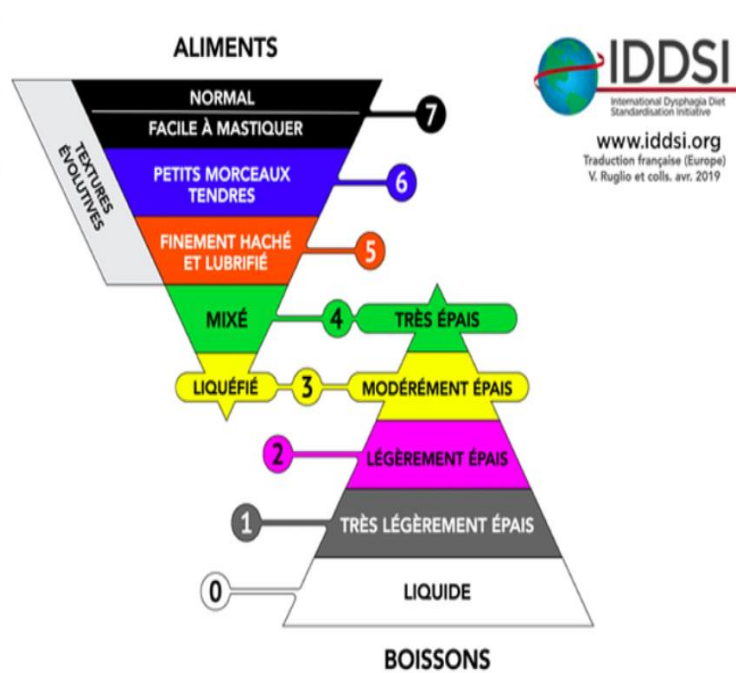 ALIMENTS
IDDSI
International Dysphagia Diet
Standardisation Initiative
www.iddsi.org
Traduction française (Europe)
V. Ruglio et colls. avr. 2019
TEXTURES
ÉVOLUTIVES
NORMAL
FACILE À MASTIQUER
7
PETITS MORCEAUX
TENDRES
6
FINEMENT HACHÉ
ET LUBRIFIÉ
5
MIXÉ
4
TRÈS ÉPAIS
LIQUÉFIÉ
3
MODÉRÉMENT ÉPAIS
2
LÉGÈREMENT ÉPAIS
1
TRÈS LÉGÈREMENT ÉPAIS
0
LIQUIDE
BOISSONS